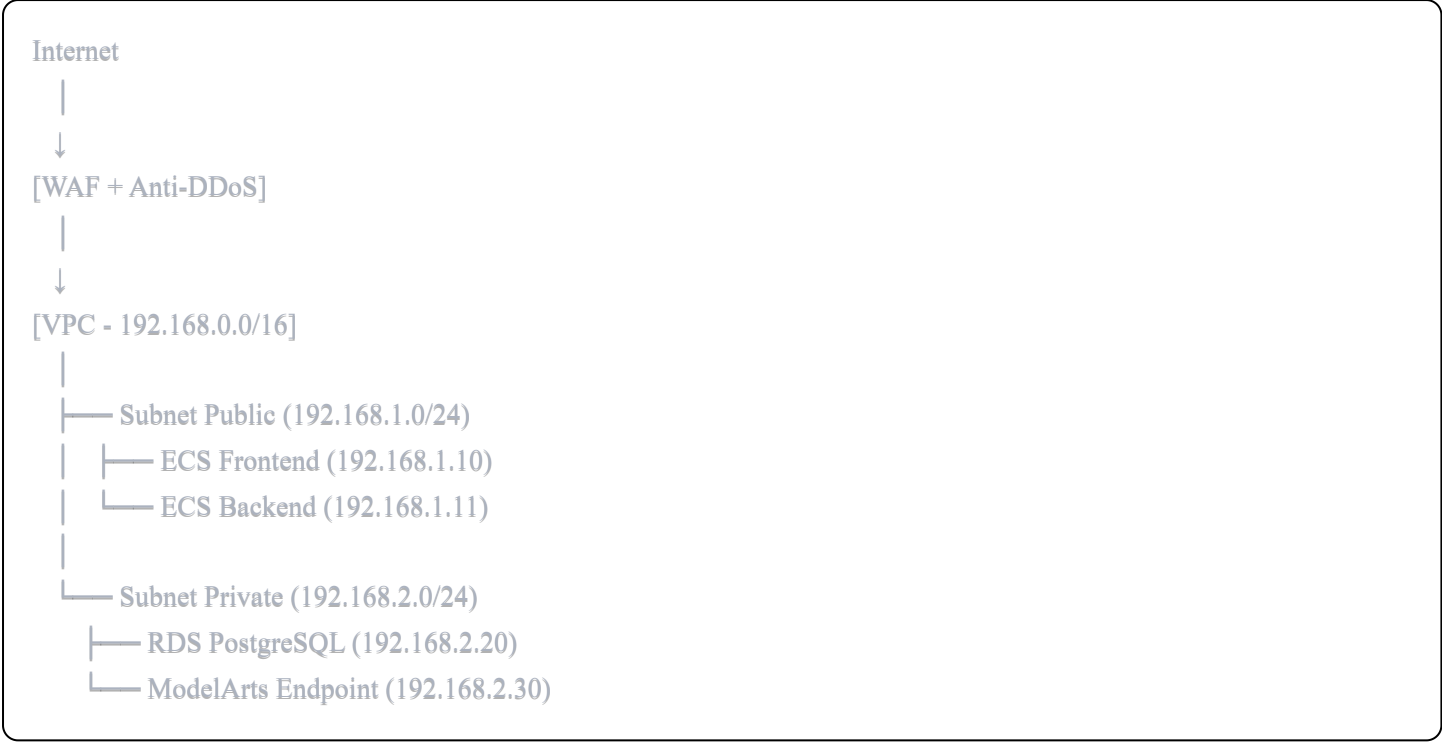 Internet
│
↓
[WAF + Anti-DDoS]
│
↓
[VPC - 192.168.0.0/16]
│
├── Subnet Public (192.168.1.0/24)
│ ├── ECS Frontend (192.168.1.10)
│ └── ECS Backend (192.168.1.11)
│
└── Subnet Private (192.168.2.0/24)
├── RDS PostgreSQL (192.168.2.20)
└── ModelArts Endpoint (192.168.2.30)